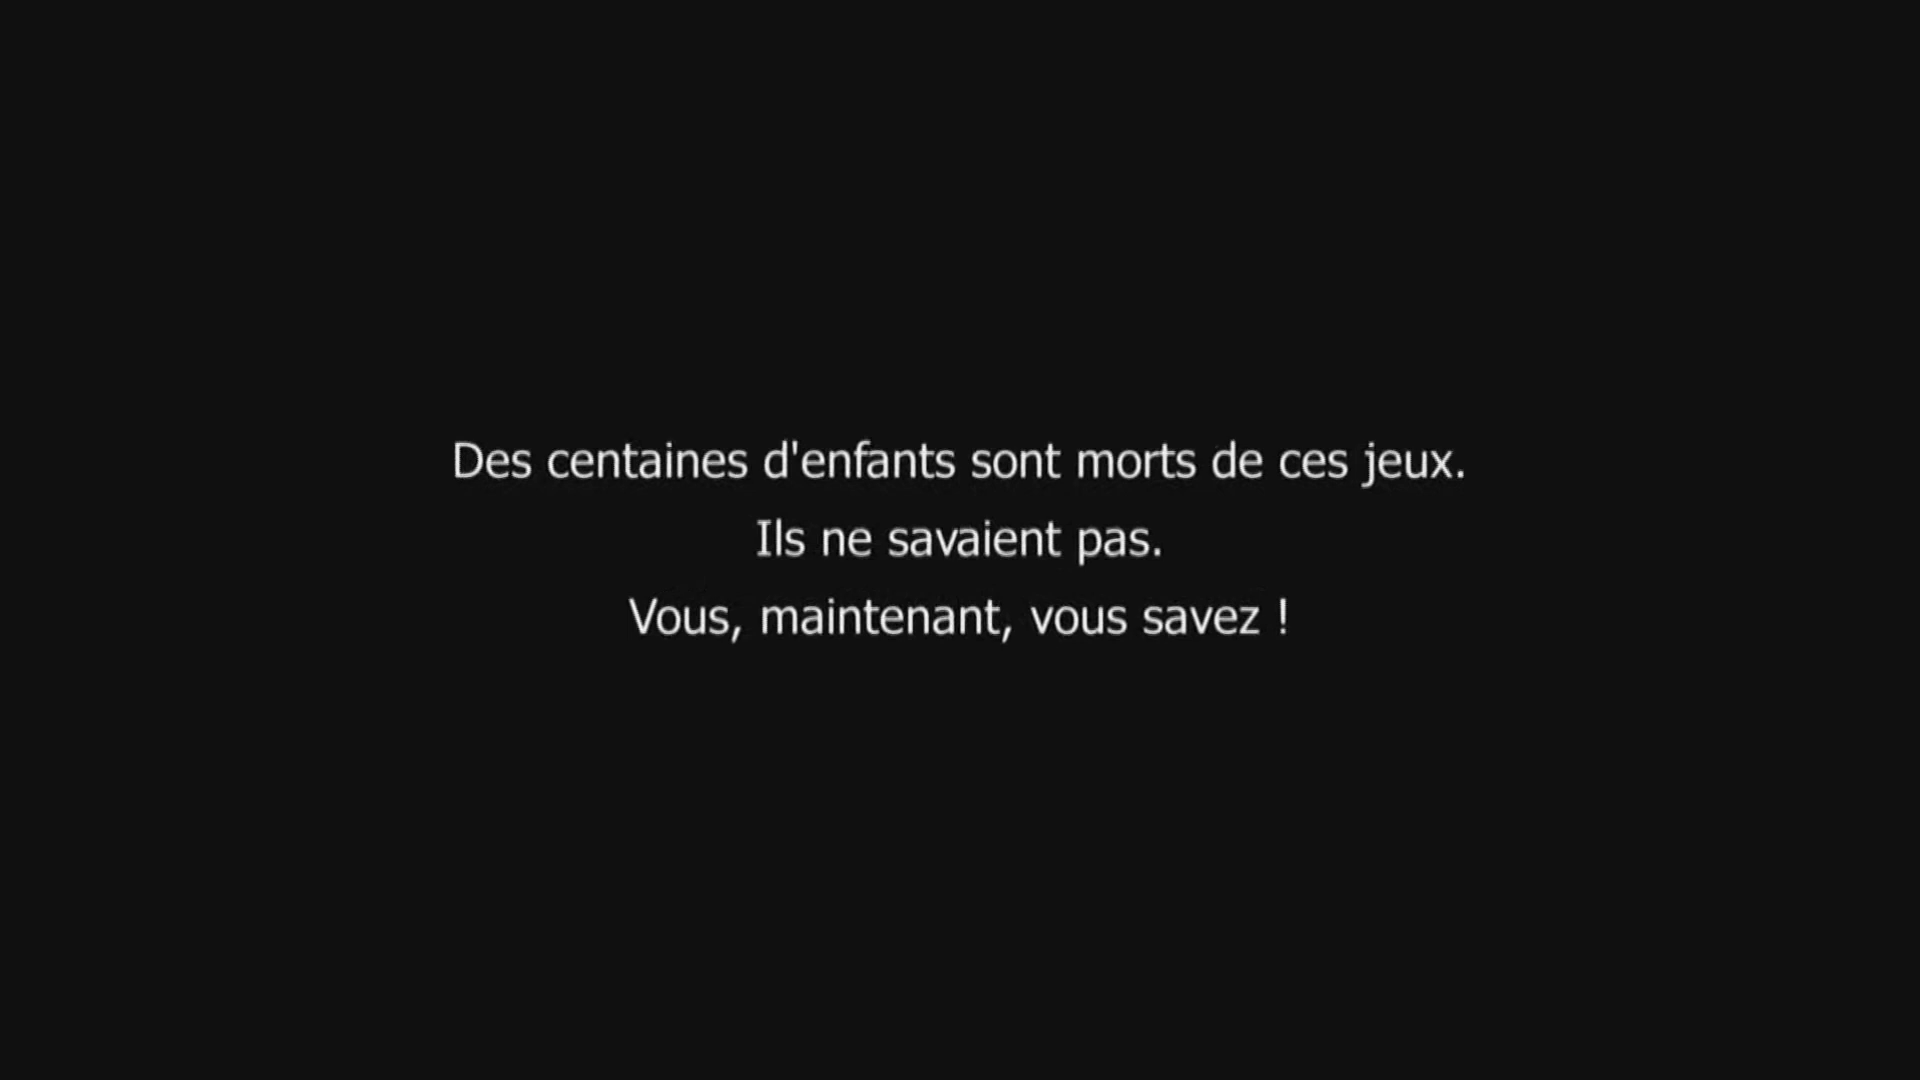 Des centaines d'enfants sont morts de ces jeux.
Ils ne savaient pas.
Vous, maintenant, vous savez !